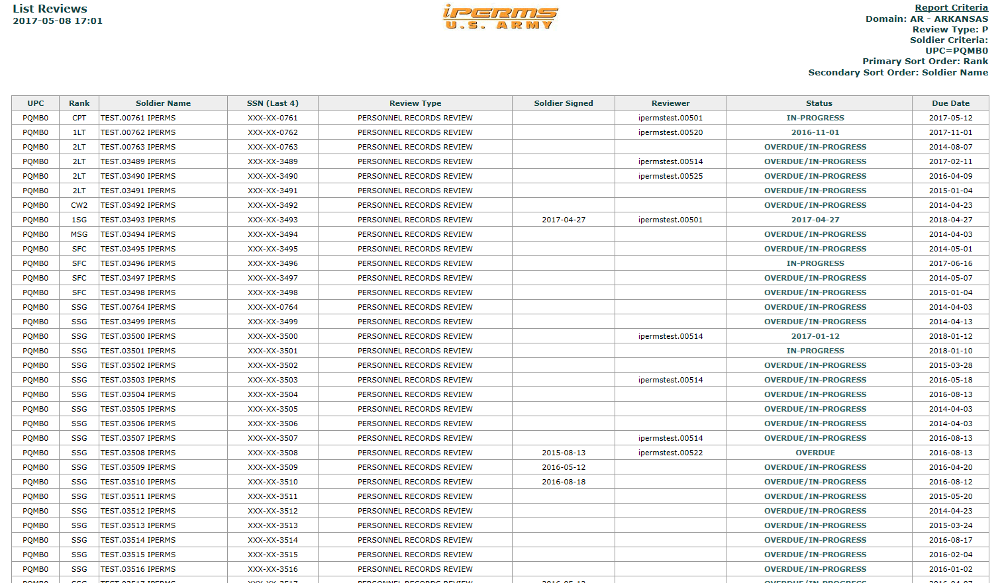 List Reviews
2017-05-08 17:01
iPERMS
U.S. ARMY
Report Criteria
Domain: AR - ARKANSAS
Review Type: P
Soldier Criteria:
UPC=PQMB0
Primary Sort Order: Rank
Secondary Sort Order: Soldier Name
UPC Rank Soldier Name SSN (Last 4) Review Type Soldier Signed Reviewer Status Due Date
PQMB0 CPT TEST.00761 IPERMS XXX-XX-0761 PERSONNEL RECORDS REVIEW ipermstest.00501 IN-PROGRESS 2017-05-12
PQMB0 1LT TEST.00762 IPERMS XXX-XX-0762 PERSONNEL RECORDS REVIEW ipermstest.00520 2016-11-01 2017-11-01
PQMB0 2LT TEST.00763 IPERMS XXX-XX-0763 PERSONNEL RECORDS REVIEW OVERDUE/IN-PROGRESS 2014-08-07
PQMB0 2LT TEST.03489 IPERMS XXX-XX-3489 PERSONNEL RECORDS REVIEW ipermstest.00514 OVERDUE/IN-PROGRESS 2017-02-11
PQMB0 2LT TEST.03490 IPERMS XXX-XX-3490 PERSONNEL RECORDS REVIEW ipermstest.00525 OVERDUE/IN-PROGRESS 2016-04-09
PQMB0 2LT TEST.03491 IPERMS XXX-XX-3491 PERSONNEL RECORDS REVIEW OVERDUE/IN-PROGRESS 2015-01-04
PQMB0 CW2 TEST.03492 IPERMS XXX-XX-3492 PERSONNEL RECORDS REVIEW OVERDUE/IN-PROGRESS 2014-04-23
PQMB0 1SG TEST.03493 IPERMS XXX-XX-3493 PERSONNEL RECORDS REVIEW 2017-04-27 ipermstest.00501 2017-04-27 2018-04-27
PQMB0 MSG TEST.03494 IPERMS XXX-XX-3494 PERSONNEL RECORDS REVIEW OVERDUE/IN-PROGRESS 2014-04-03
PQMB0 SFC TEST.03495 IPERMS XXX-XX-3495 PERSONNEL RECORDS REVIEW OVERDUE/IN-PROGRESS 2014-05-01
PQMB0 SFC TEST.03496 IPERMS XXX-XX-3496 PERSONNEL RECORDS REVIEW IN-PROGRESS 2017-06-16
PQMB0 SFC TEST.03497 IPERMS XXX-XX-3497 PERSONNEL RECORDS REVIEW OVERDUE/IN-PROGRESS 2014-05-07
PQMB0 SFC TEST.03498 IPERMS XXX-XX-3498 PERSONNEL RECORDS REVIEW OVERDUE/IN-PROGRESS 2015-01-04
PQMB0 SSG TEST.00764 IPERMS XXX-XX-0764 PERSONNEL RECORDS REVIEW OVERDUE/IN-PROGRESS 2014-04-03
PQMB0 SSG TEST.03499 IPERMS XXX-XX-3499 PERSONNEL RECORDS REVIEW OVERDUE/IN-PROGRESS 2014-04-13
PQMB0 SSG TEST.03500 IPERMS XXX-XX-3500 PERSONNEL RECORDS REVIEW ipermstest.00514 2017-01-12 2018-01-12
PQMB0 SSG TEST.03501 IPERMS XXX-XX-3501 PERSONNEL RECORDS REVIEW IN-PROGRESS 2018-01-10
PQMB0 SSG TEST.03502 IPERMS XXX-XX-3502 PERSONNEL RECORDS REVIEW OVERDUE/IN-PROGRESS 2015-03-28
PQMB0 SSG TEST.03503 IPERMS XXX-XX-3503 PERSONNEL RECORDS REVIEW ipermstest.00514 OVERDUE/IN-PROGRESS 2016-05-18
PQMB0 SSG TEST.03504 IPERMS XXX-XX-3504 PERSONNEL RECORDS REVIEW OVERDUE/IN-PROGRESS 2016-08-13
PQMB0 SSG TEST.03505 IPERMS XXX-XX-3505 PERSONNEL RECORDS REVIEW OVERDUE/IN-PROGRESS 2014-04-03
PQMB0 SSG TEST.03506 IPERMS XXX-XX-3506 PERSONNEL RECORDS REVIEW OVERDUE/IN-PROGRESS 2014-04-03
PQMB0 SSG TEST.03507 IPERMS XXX-XX-3507 PERSONNEL RECORDS REVIEW ipermstest.00514 OVERDUE/IN-PROGRESS 2016-08-13
PQMB0 SSG TEST.03508 IPERMS XXX-XX-3508 PERSONNEL RECORDS REVIEW 2015-08-13 ipermstest.00522 OVERDUE 2016-08-13
PQMB0 SSG TEST.03509 IPERMS XXX-XX-3509 PERSONNEL RECORDS REVIEW 2016-05-12 OVERDUE/IN-PROGRESS 2016-04-20
PQMB0 SSG TEST.03510 IPERMS XXX-XX-3510 PERSONNEL RECORDS REVIEW 2016-08-18 OVERDUE/IN-PROGRESS 2016-08-12
PQMB0 SSG TEST.03511 IPERMS XXX-XX-3511 PERSONNEL RECORDS REVIEW OVERDUE/IN-PROGRESS 2015-05-20
PQMB0 SSG TEST.03512 IPERMS XXX-XX-3512 PERSONNEL RECORDS REVIEW OVERDUE/IN-PROGRESS 2014-04-23
PQMB0 SSG TEST.03513 IPERMS XXX-XX-3513 PERSONNEL RECORDS REVIEW OVERDUE/IN-PROGRESS 2015-03-24
PQMB0 SSG TEST.03514 IPERMS XXX-XX-3514 PERSONNEL RECORDS REVIEW OVERDUE/IN-PROGRESS 2016-08-17
PQMB0 SSG TEST.03515 IPERMS XXX-XX-3515 PERSONNEL RECORDS REVIEW OVERDUE/IN-PROGRESS 2016-02-04
PQMB0 SSG TEST.03516 IPERMS XXX-XX-3516 PERSONNEL RECORDS REVIEW OVERDUE/IN-PROGRESS 2016-01-02
PQMB0 SSG TEST.03517 IPERMS XXX-XX-3517 PERSONNEL RECORDS REVIEW OVERDUE/IN-PROGRESS